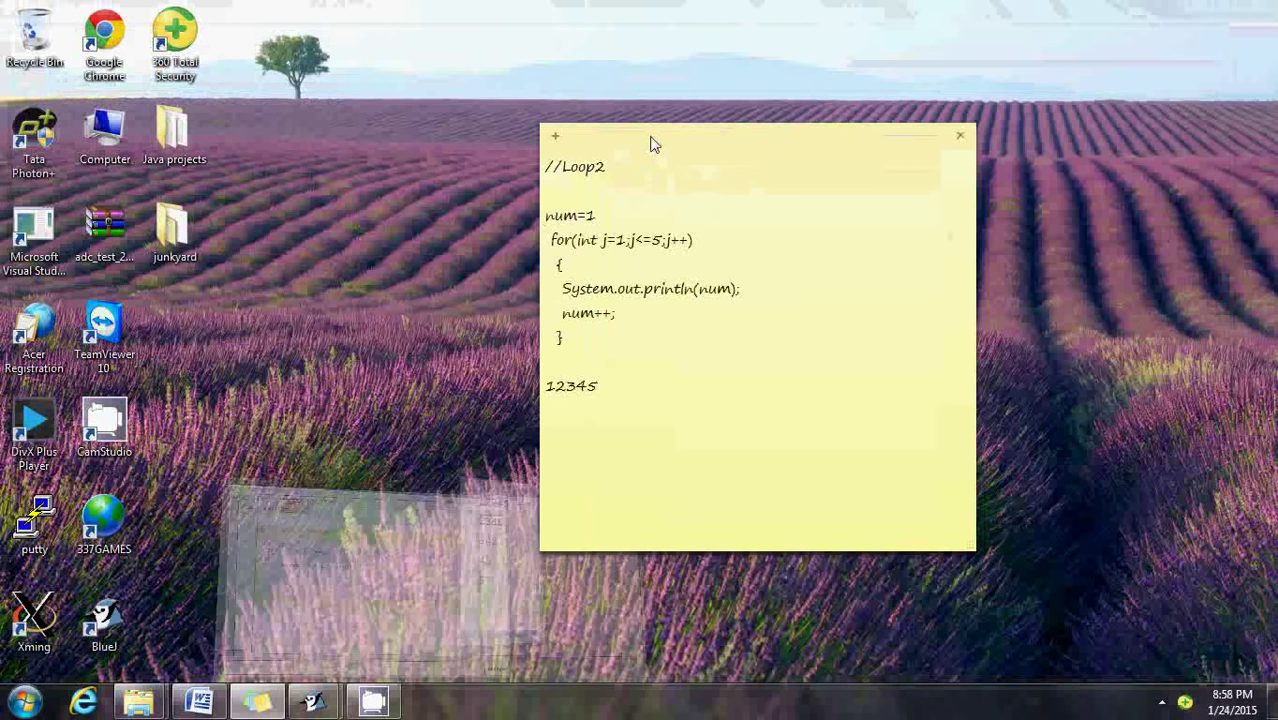 Recycle Bin
Google Chrome
360 Total Security
Tata Photon+
Computer
Java projects
Microsoft Visual Stud...
adc_test_2...
junkyard
Acer Registration
TeamViewer 10
DivX Plus Player
CamStudio
putty
337GAMES
Xming
BlueJ
//Loop2
num=1
for(int j=1;j<=5;j++)
{
System.out.println(num);
num++;
}
12345
8:58 PM
1/24/2015